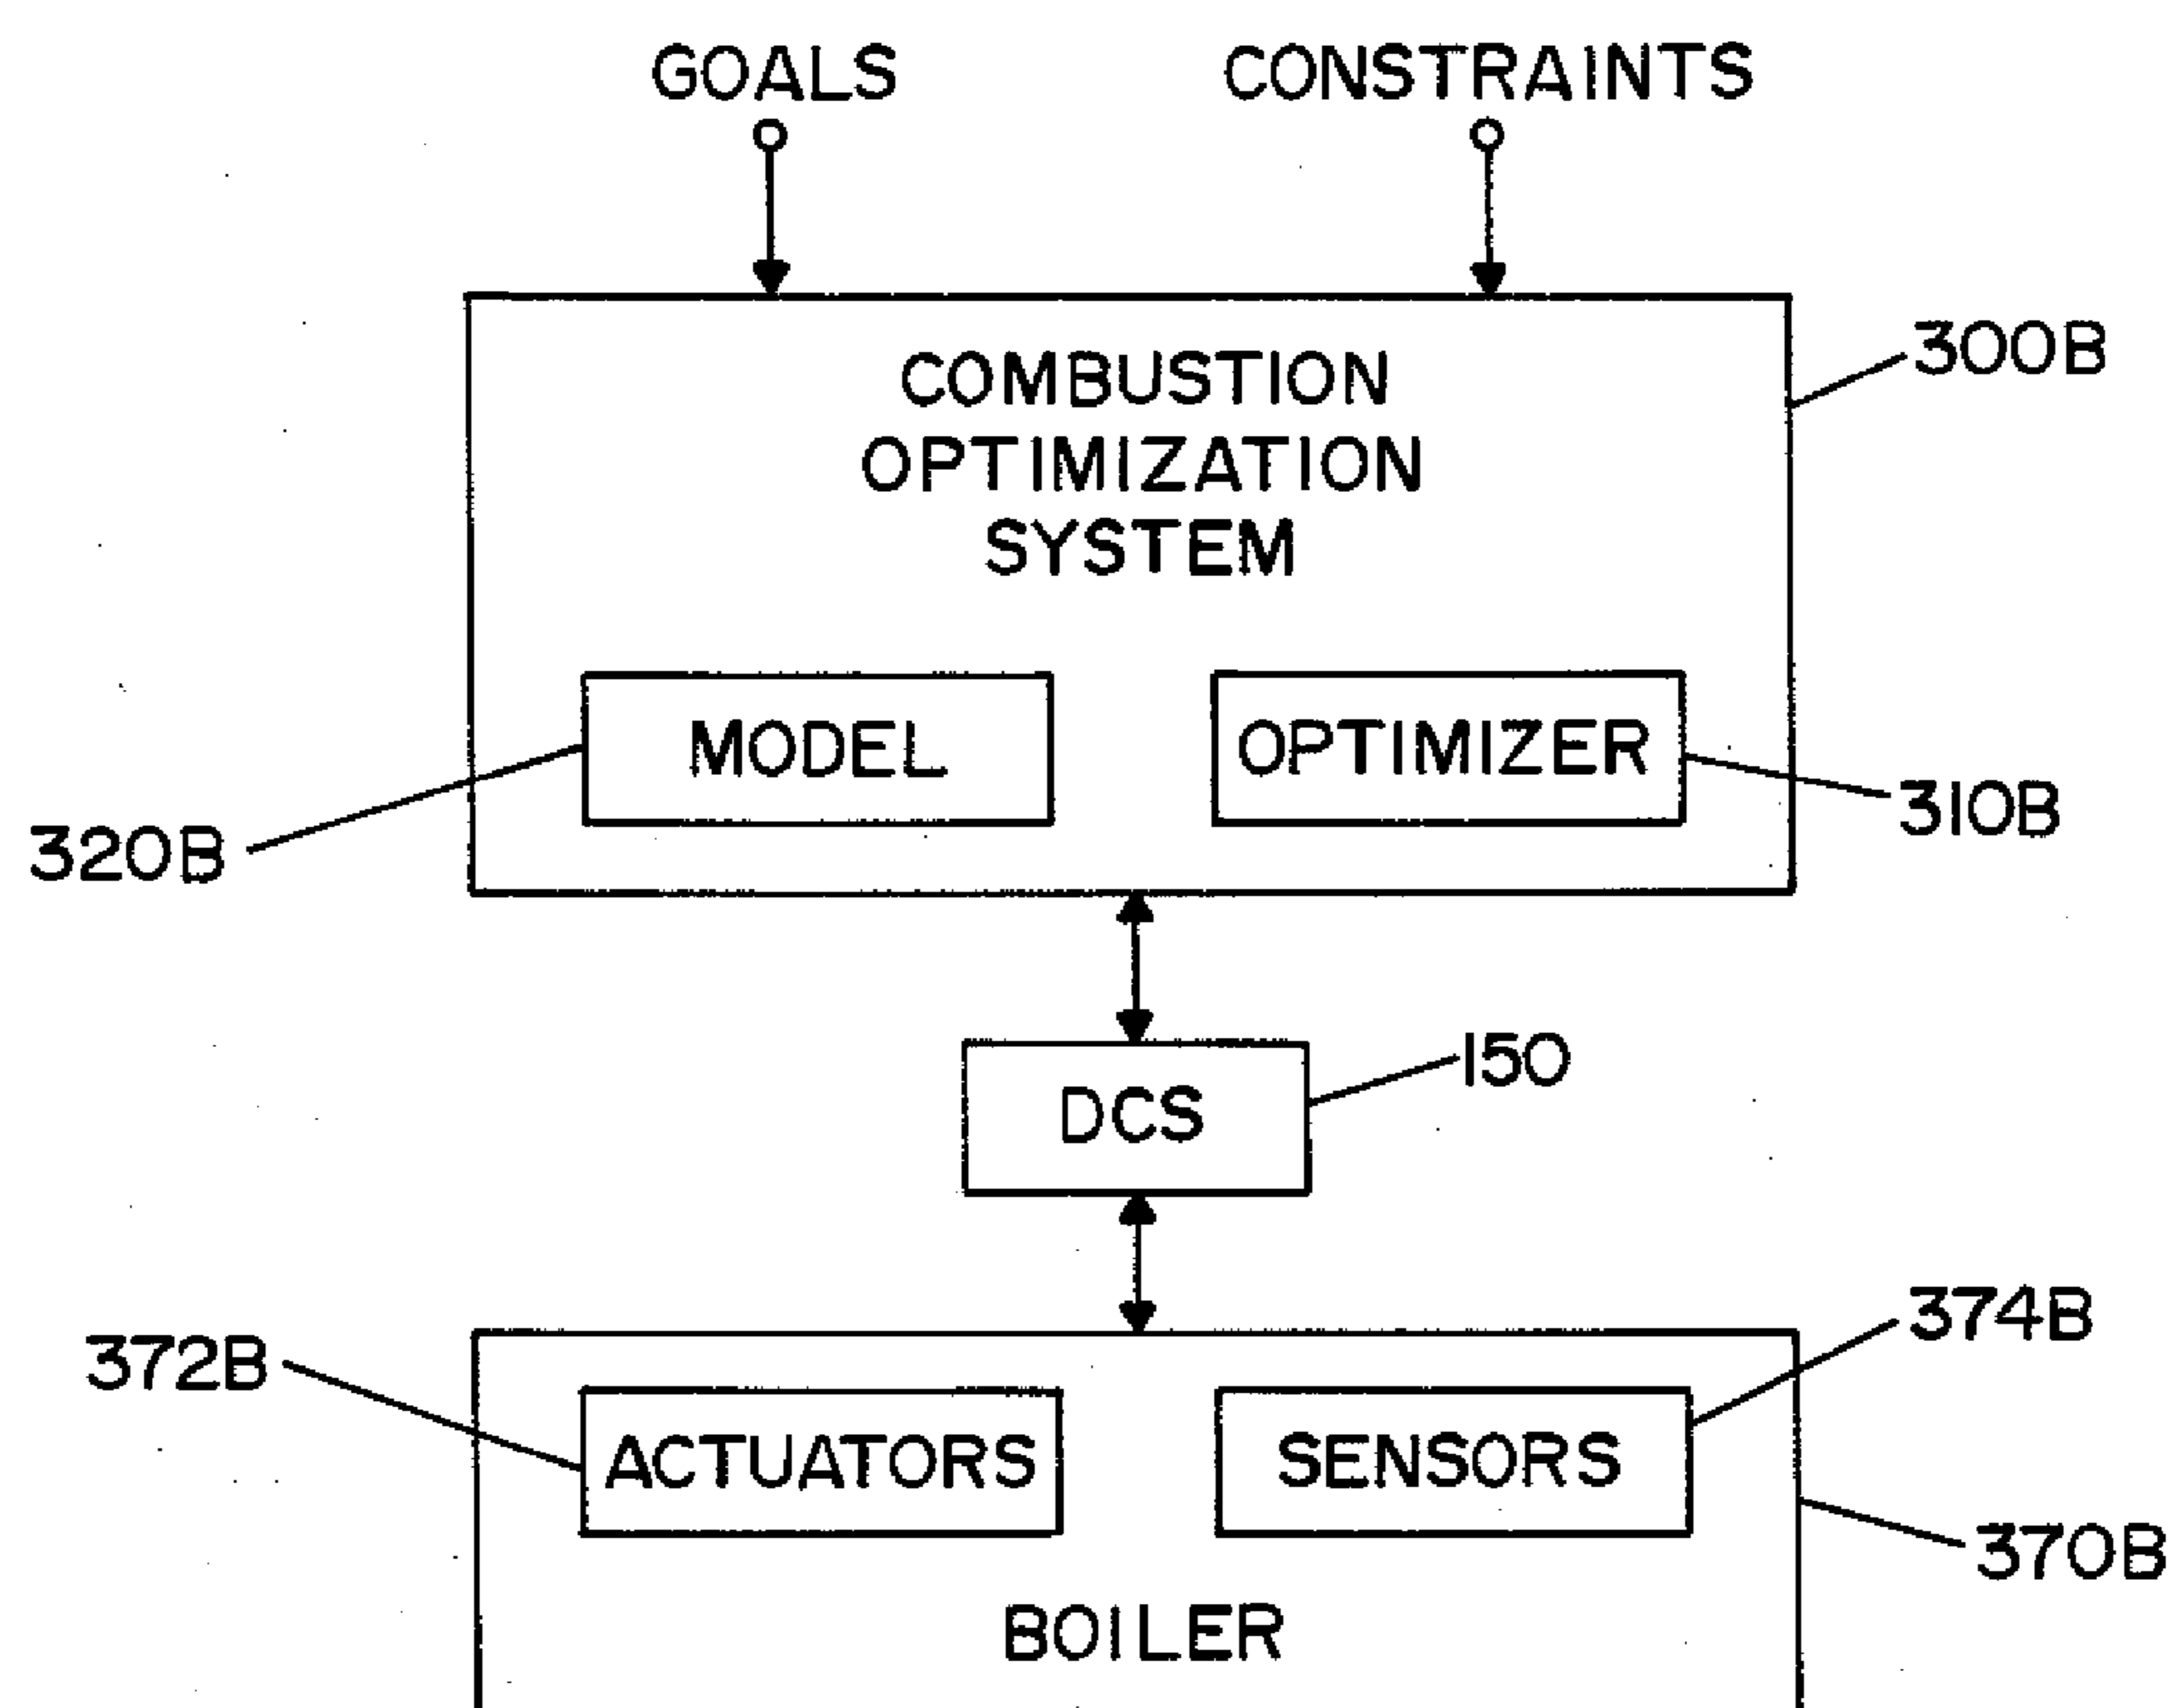 GOALS
CONSTRAINTS
300B
COMBUSTION
OPTIMIZATION
SYSTEM
MODEL
OPTIMIZER
310B
320B
150
DCS
374B
372B
ACTUATORS
SENSORS
370B
BOILER